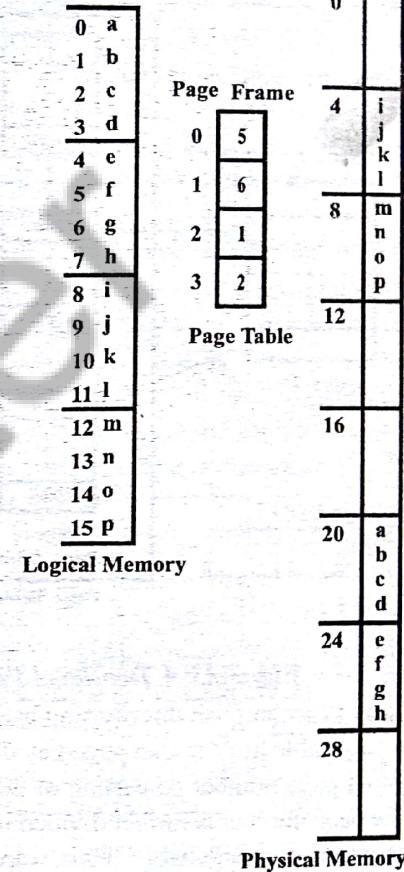 0 a
1 b
2 c
3 d
4 e
5 f
6 g
7 h
8 i
9 j
10 k
11 l
12 m
13 n
14 o
15 p
Logical Memory
Page Frame
0 5
1 6
2 1
3 2
Page Table
0
4 i
j
k
l
8 m
n
o
p
12
16
20 a
b
c
d
24 e
f
g
h
28
Physical Memory